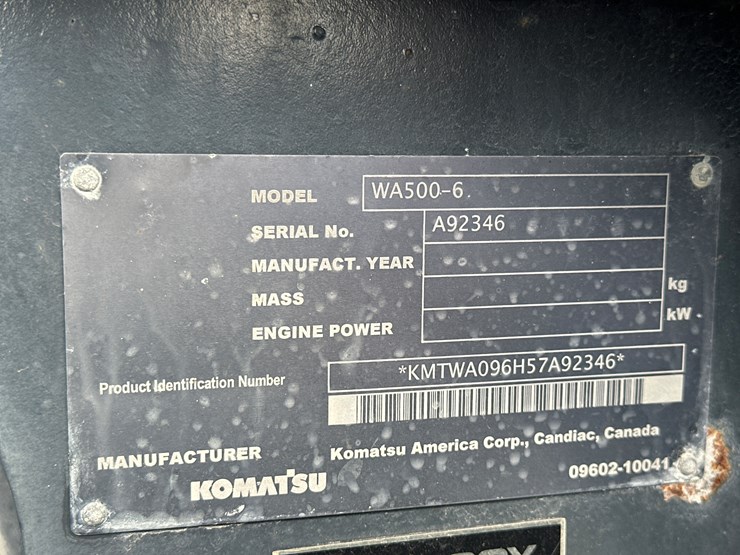 MODEL WA500-6
SERIAL No. A92346
MANUFACT. YEAR
MASS kg
ENGINE POWER kW
Product Identification Number *KMTWA096H57A92346*
MANUFACTURER Komatsu America Corp., Candiac, Canada
KOMATSU 09602-10041